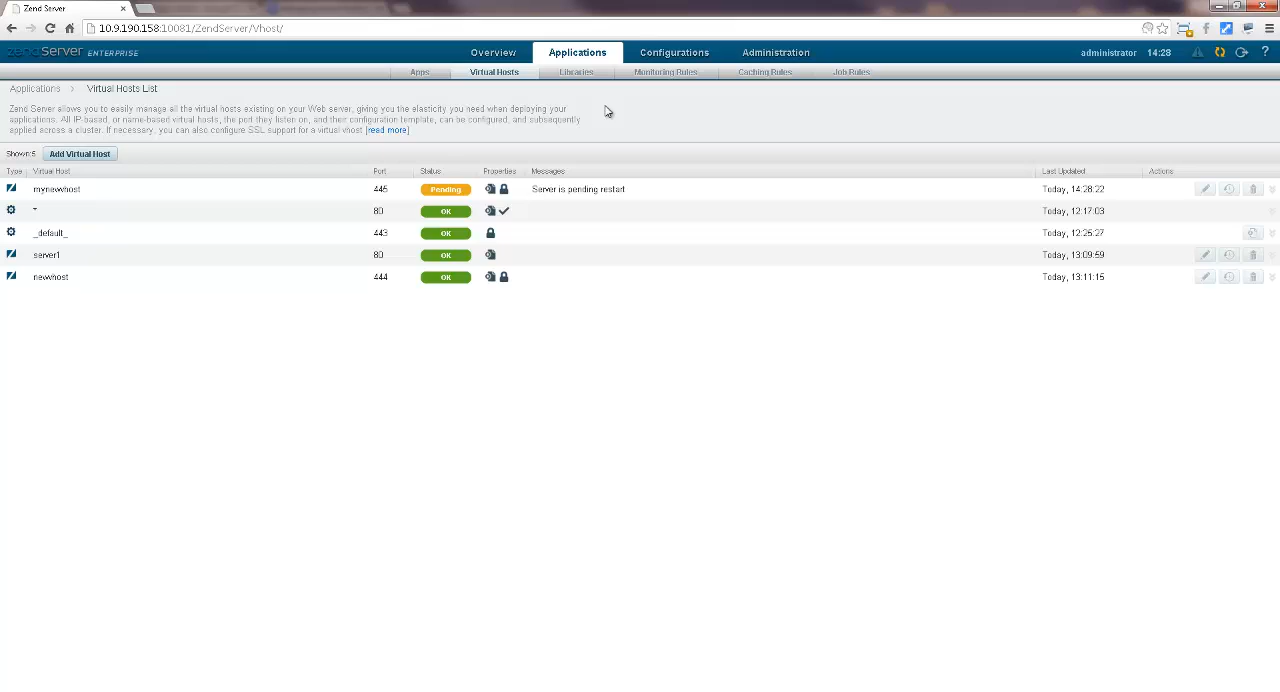 Zend Server
10.9.190.158:10081/ZendServer/Vhost/
zendServer ENTERPRISE
Overview Applications Configurations Administration administrator 14:28
Apps Virtual Hosts Libraries Monitoring Rules Caching Rules Job Rules
Applications Virtual Hosts List
Zend Server allows you to easily manage all the virtual hosts existing on your Web server, giving you the elasticity you need when deploying your
applications. All IP-based, or name-based virtual hosts, the port they listen on, and their configuration template, can be configured, and subsequently
applied across a cluster. If necessary, you can also configure SSL support for a virtual vhost [read more]
Shown:5 Add Virtual Host
Type Virtual Host Port Status Properties Messages Last Updated Actions
mynewhost 445 Pending Server is pending restart Today, 14:28:22
* 80 OK Today, 12:17:03
_default_ 443 OK Today, 12:25:27
server1 80 OK Today, 13:09:59
newhost 444 OK Today, 13:11:15